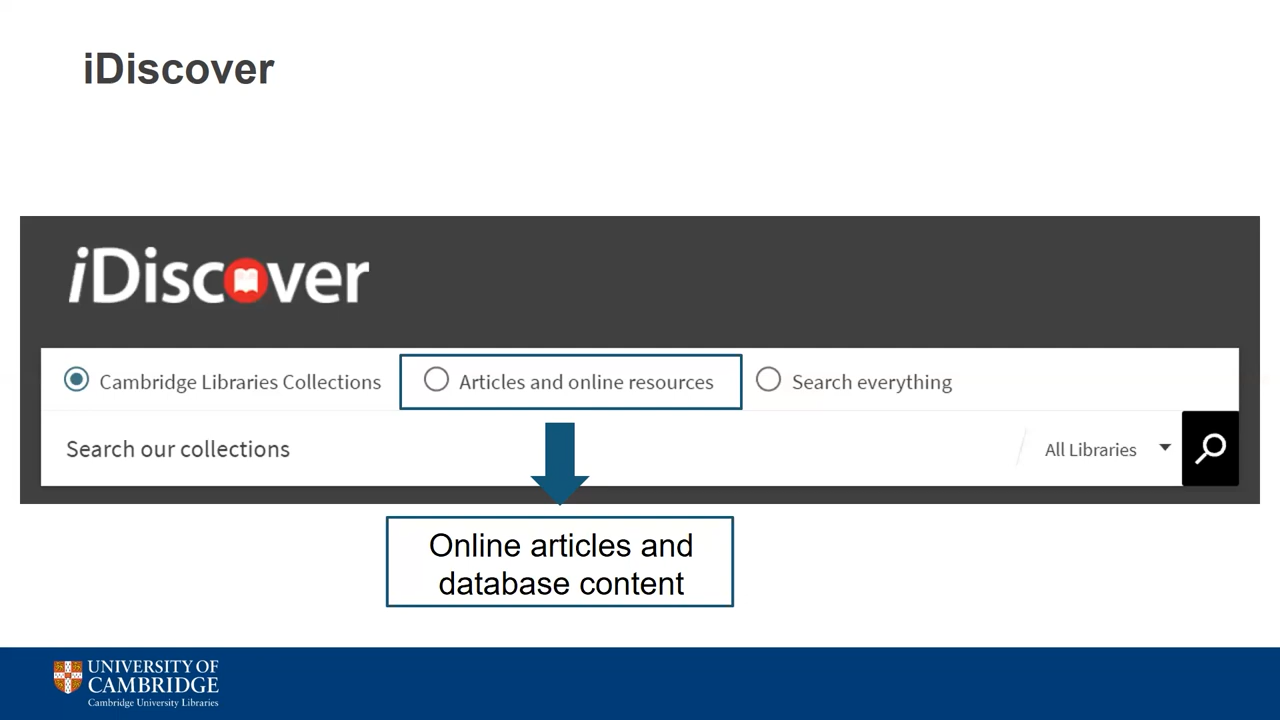 iDiscover
iDiscover
Cambridge Libraries Collections Articles and online resources Search everything
Search our collections All Libraries
Online articles and
database content
UNIVERSITY OF
CAMBRIDGE
Cambridge University Libraries